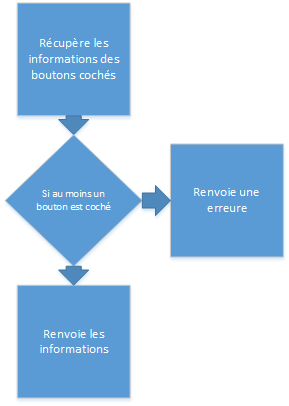 Récupère les
informations des
boutons cochés
Si au moins un
bouton est coché
Renvoie une
erreure
Renvoie les
informations